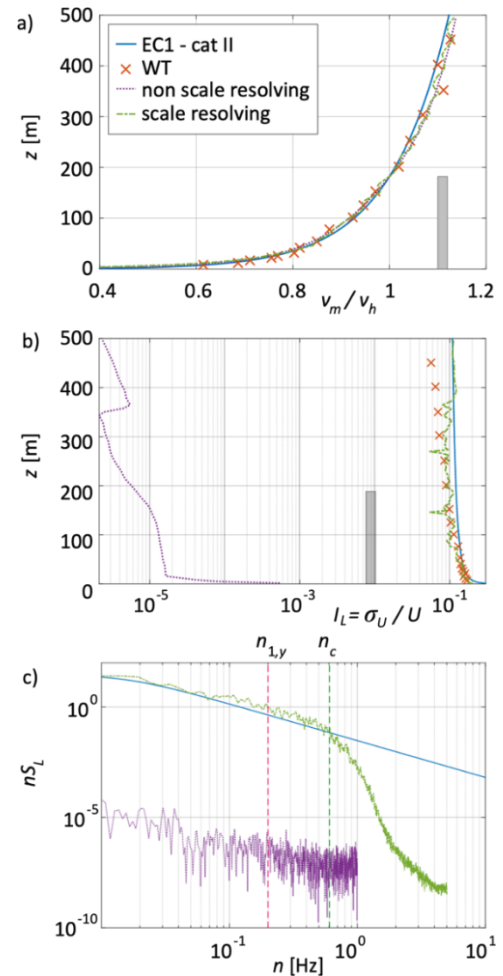 a)
500
400
300
200
100
0
z [m]
EC1 - cat II
WT
non scale resolving
scale resolving
0.4 0.6 0.8 1 1.2
v_m / v_h
b)
500
400
300
200
100
0
z [m]
10^-5 10^-3 10^-1
I_L = σ_U / U
n_1,y n_c
c)
10^0
10^-5
10^-10
nS_L
10^-1 10^0 10^1
n [Hz]